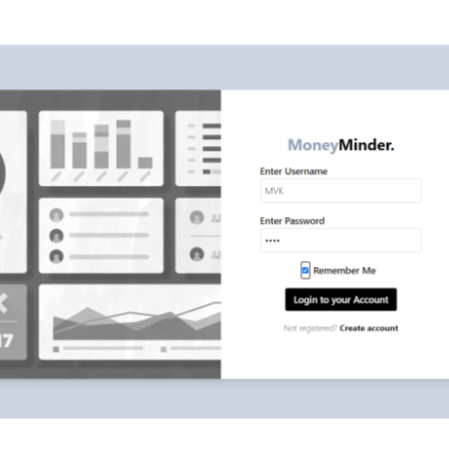 MoneyMinder.
Enter Username
MVK
Enter Password
••••
Remember Me
Login to your Account
Not registered? Create account
17